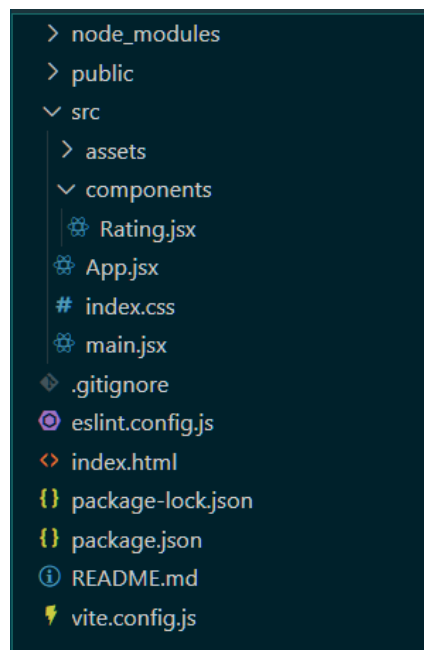 node_modules
public
src
assets
components
Rating.jsx
App.jsx
# index.css
main.jsx
.gitignore
eslint.config.js
<> index.html
{} package-lock.json
{} package.json
README.md
vite.config.js